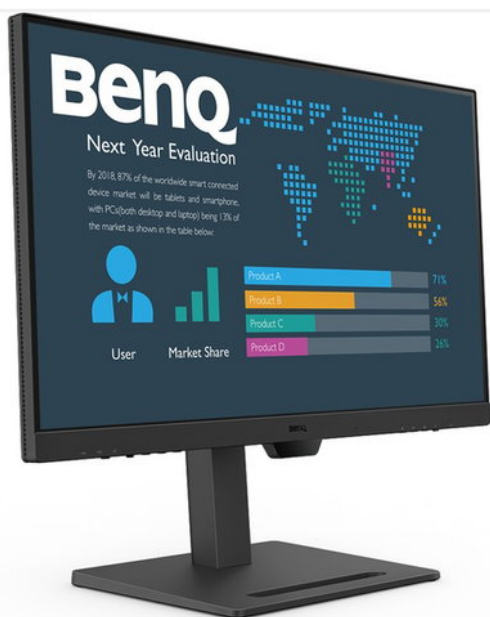 BenQ
Next Year Evaluation
By 2018, 87% of the worldwide smart connected
device market will be tablets and smartphone,
with PCs(both desktop and laptop) being 13% of
the market as shown in the table below:
Product A 71%
Product B 56%
Product C 30%
Product D 26%
User
Market Share
BenQ